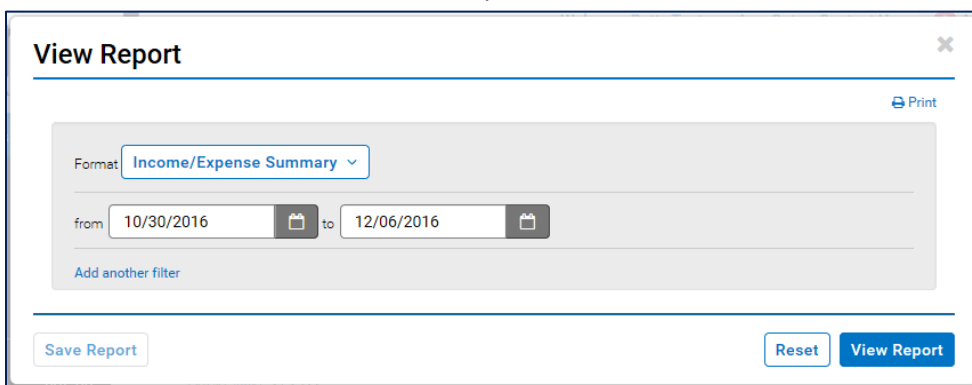 View Report
Print
Format Income/Expense Summary
from 10/30/2016 to 12/06/2016
Add another filter
Save Report Reset View Report